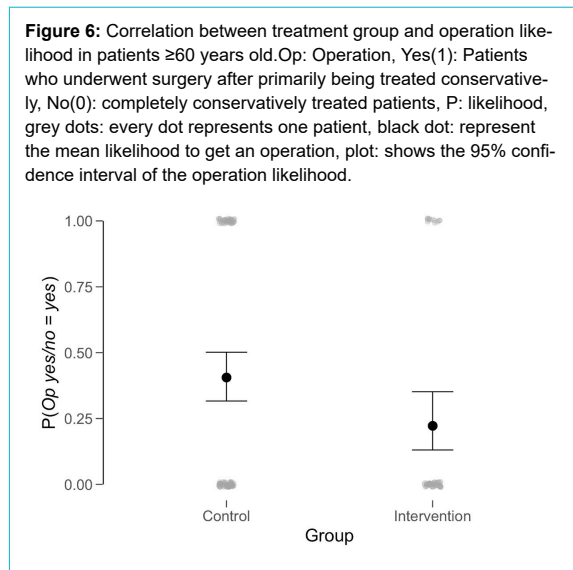 Figure 6: Correlation between treatment group and operation like-
lihood in patients ≥60 years old.Op: Operation, Yes(1): Patients
who underwent surgery after primarily being treated conservative-
ly, No(0): completely conservatively treated patients, P: likelihood,
grey dots: every dot represents one patient, black dot: represent
the mean likelihood to get an operation, plot: shows the 95% confi-
dence interval of the operation likelihood.
P(Op yes/no = yes)
1.00
0.75
0.50
0.25
0.00
Control
Intervention
Group